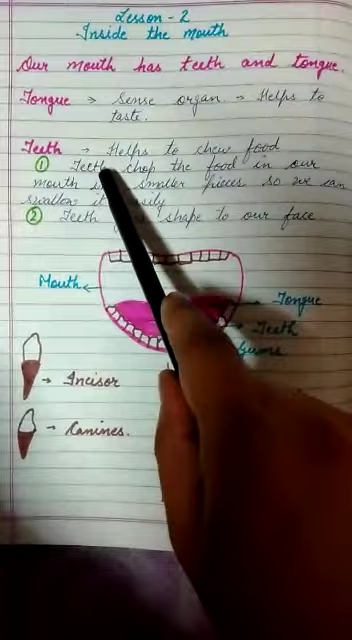 Lesson - 2
Inside the mouth
Our mouth has teeth and tongue.
Tongue → Sense organ → Helps to
taste.
Teeth → Helps to chew food
① Teeth chop the food in our
mouth smaller pieces so we can
swallow it
② Teeth shape to our face
Mouth
Tongue
Teeth
Gums
→ Incisor
→ Canines.